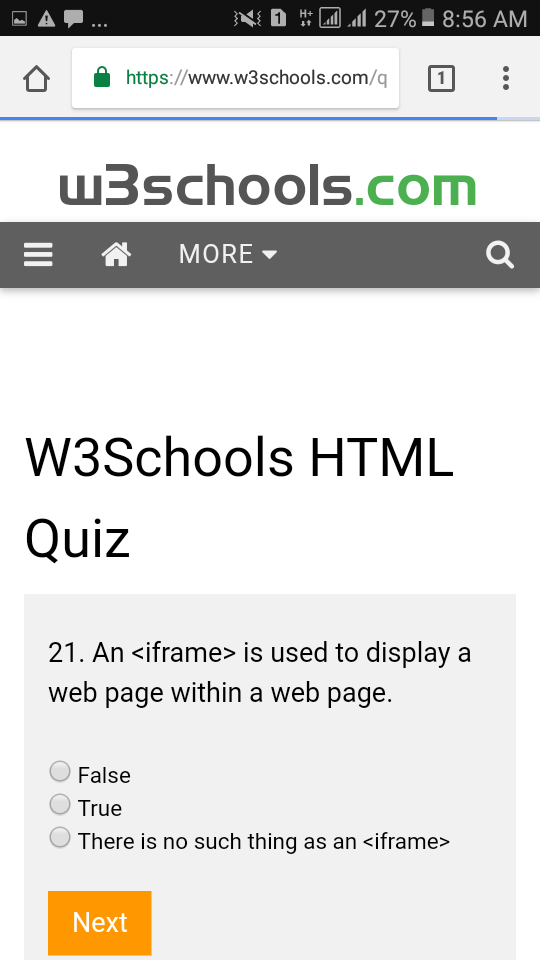 ... 1 H+ 27% 8:56 AM
https://www.w3schools.com/q 1
w3schools.com
MORE
W3Schools HTML
Quiz
21. An <iframe> is used to display a
web page within a web page.
False
True
There is no such thing as an <iframe>
Next